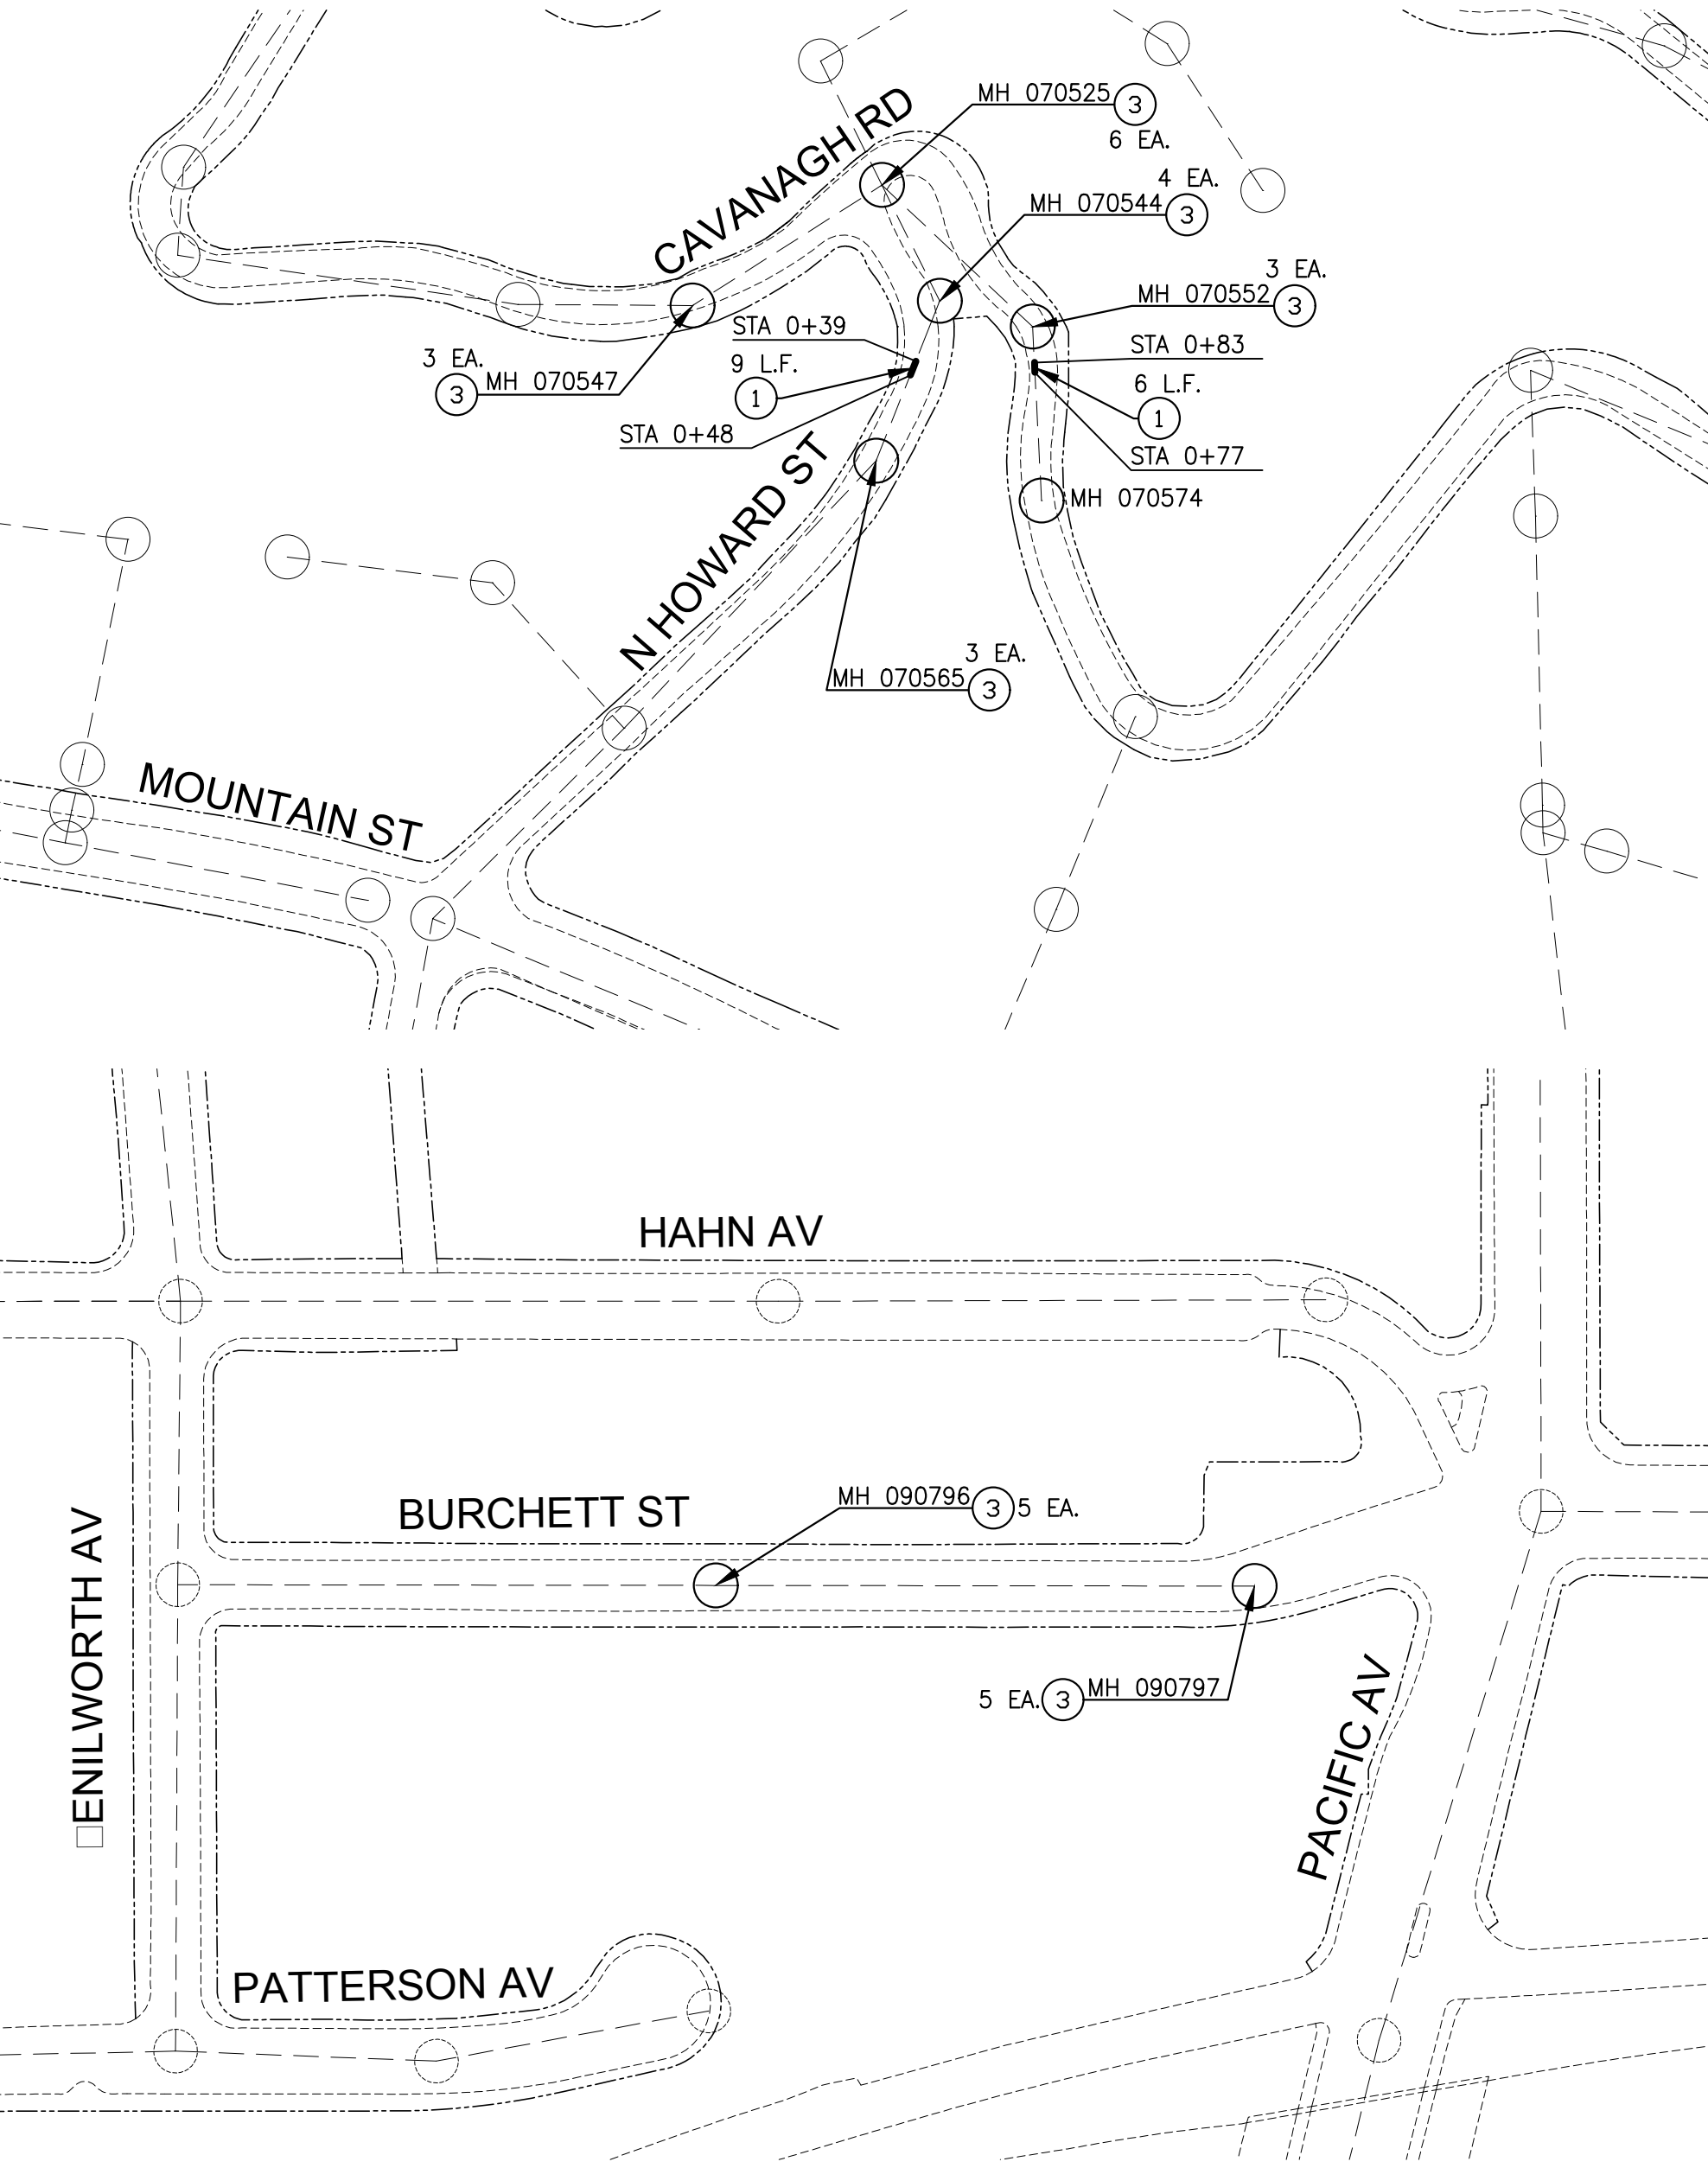 MH 070525 3
6 EA.
CAVANAGH RD
4 EA.
MH 070544 3
3 EA.
MH 070552 3
STA 0+39
STA 0+83
3 EA.
3 MH 070547
9 L.F.
1
6 L.F.
1
STA 0+48
STA 0+77
N HOWARD ST
MH 070574
3 EA.
MH 070565 3
MOUNTAIN ST
HAHN AV
BURCHETT ST
MH 090796 3 5 EA.
□ENILWORTH AV
5 EA. 3 MH 090797
PACIFIC AV
PATTERSON AV